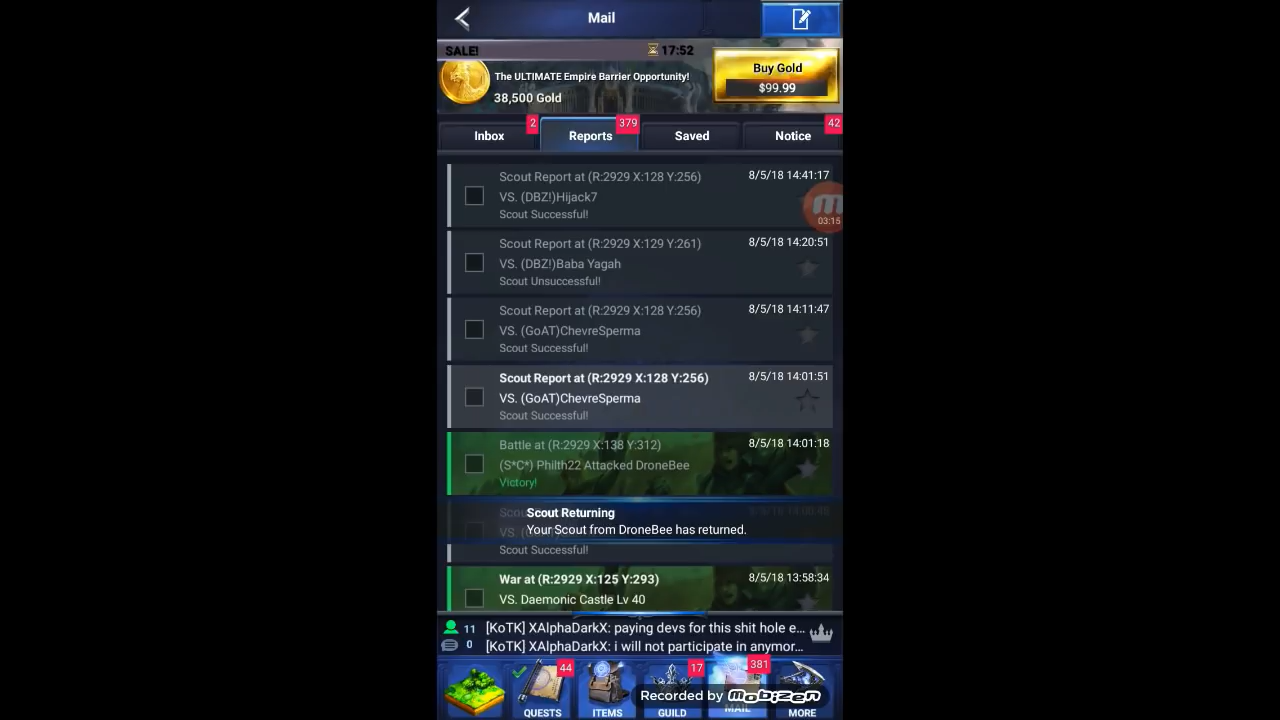 Mail
SALE!
17:52
The ULTIMATE Empire Barrier Opportunity!
38,500 Gold
Buy Gold
$99.99
Inbox
2
Reports
379
Saved
Notice
42
Scout Report at (R:2929 X:128 Y:256)
8/5/18 14:41:17
VS. (DBZ!)Hijack7
Scout Successful!
03:15
Scout Report at (R:2929 X:129 Y:261)
8/5/18 14:20:51
VS. (DBZ!)Baba Yagah
Scout Unsuccessful!
Scout Report at (R:2929 X:128 Y:256)
8/5/18 14:11:47
VS. (GoAT)ChevreSperma
Scout Successful!
Scout Report at (R:2929 X:128 Y:256)
8/5/18 14:01:51
VS. (GoAT)ChevreSperma
Scout Successful!
Battle at (R:2929 X:138 Y:312)
8/5/18 14:01:18
(S*C*) Philth22 Attacked DroneBee
Victory!
Scout Returning
Your Scout from DroneBee has returned.
Scout Successful!
War at (R:2929 X:125 Y:293)
8/5/18 13:58:34
VS. Daemonic Castle Lv 40
11 [KoTK] XAlphaDarkX: paying devs for this shit hole e...
0 [KoTK] XAlphaDarkX: i will not participate in anymor...
44
17
381
QUESTS
ITEMS
GUILD
MAIL
MORE
Recorded by mobizen